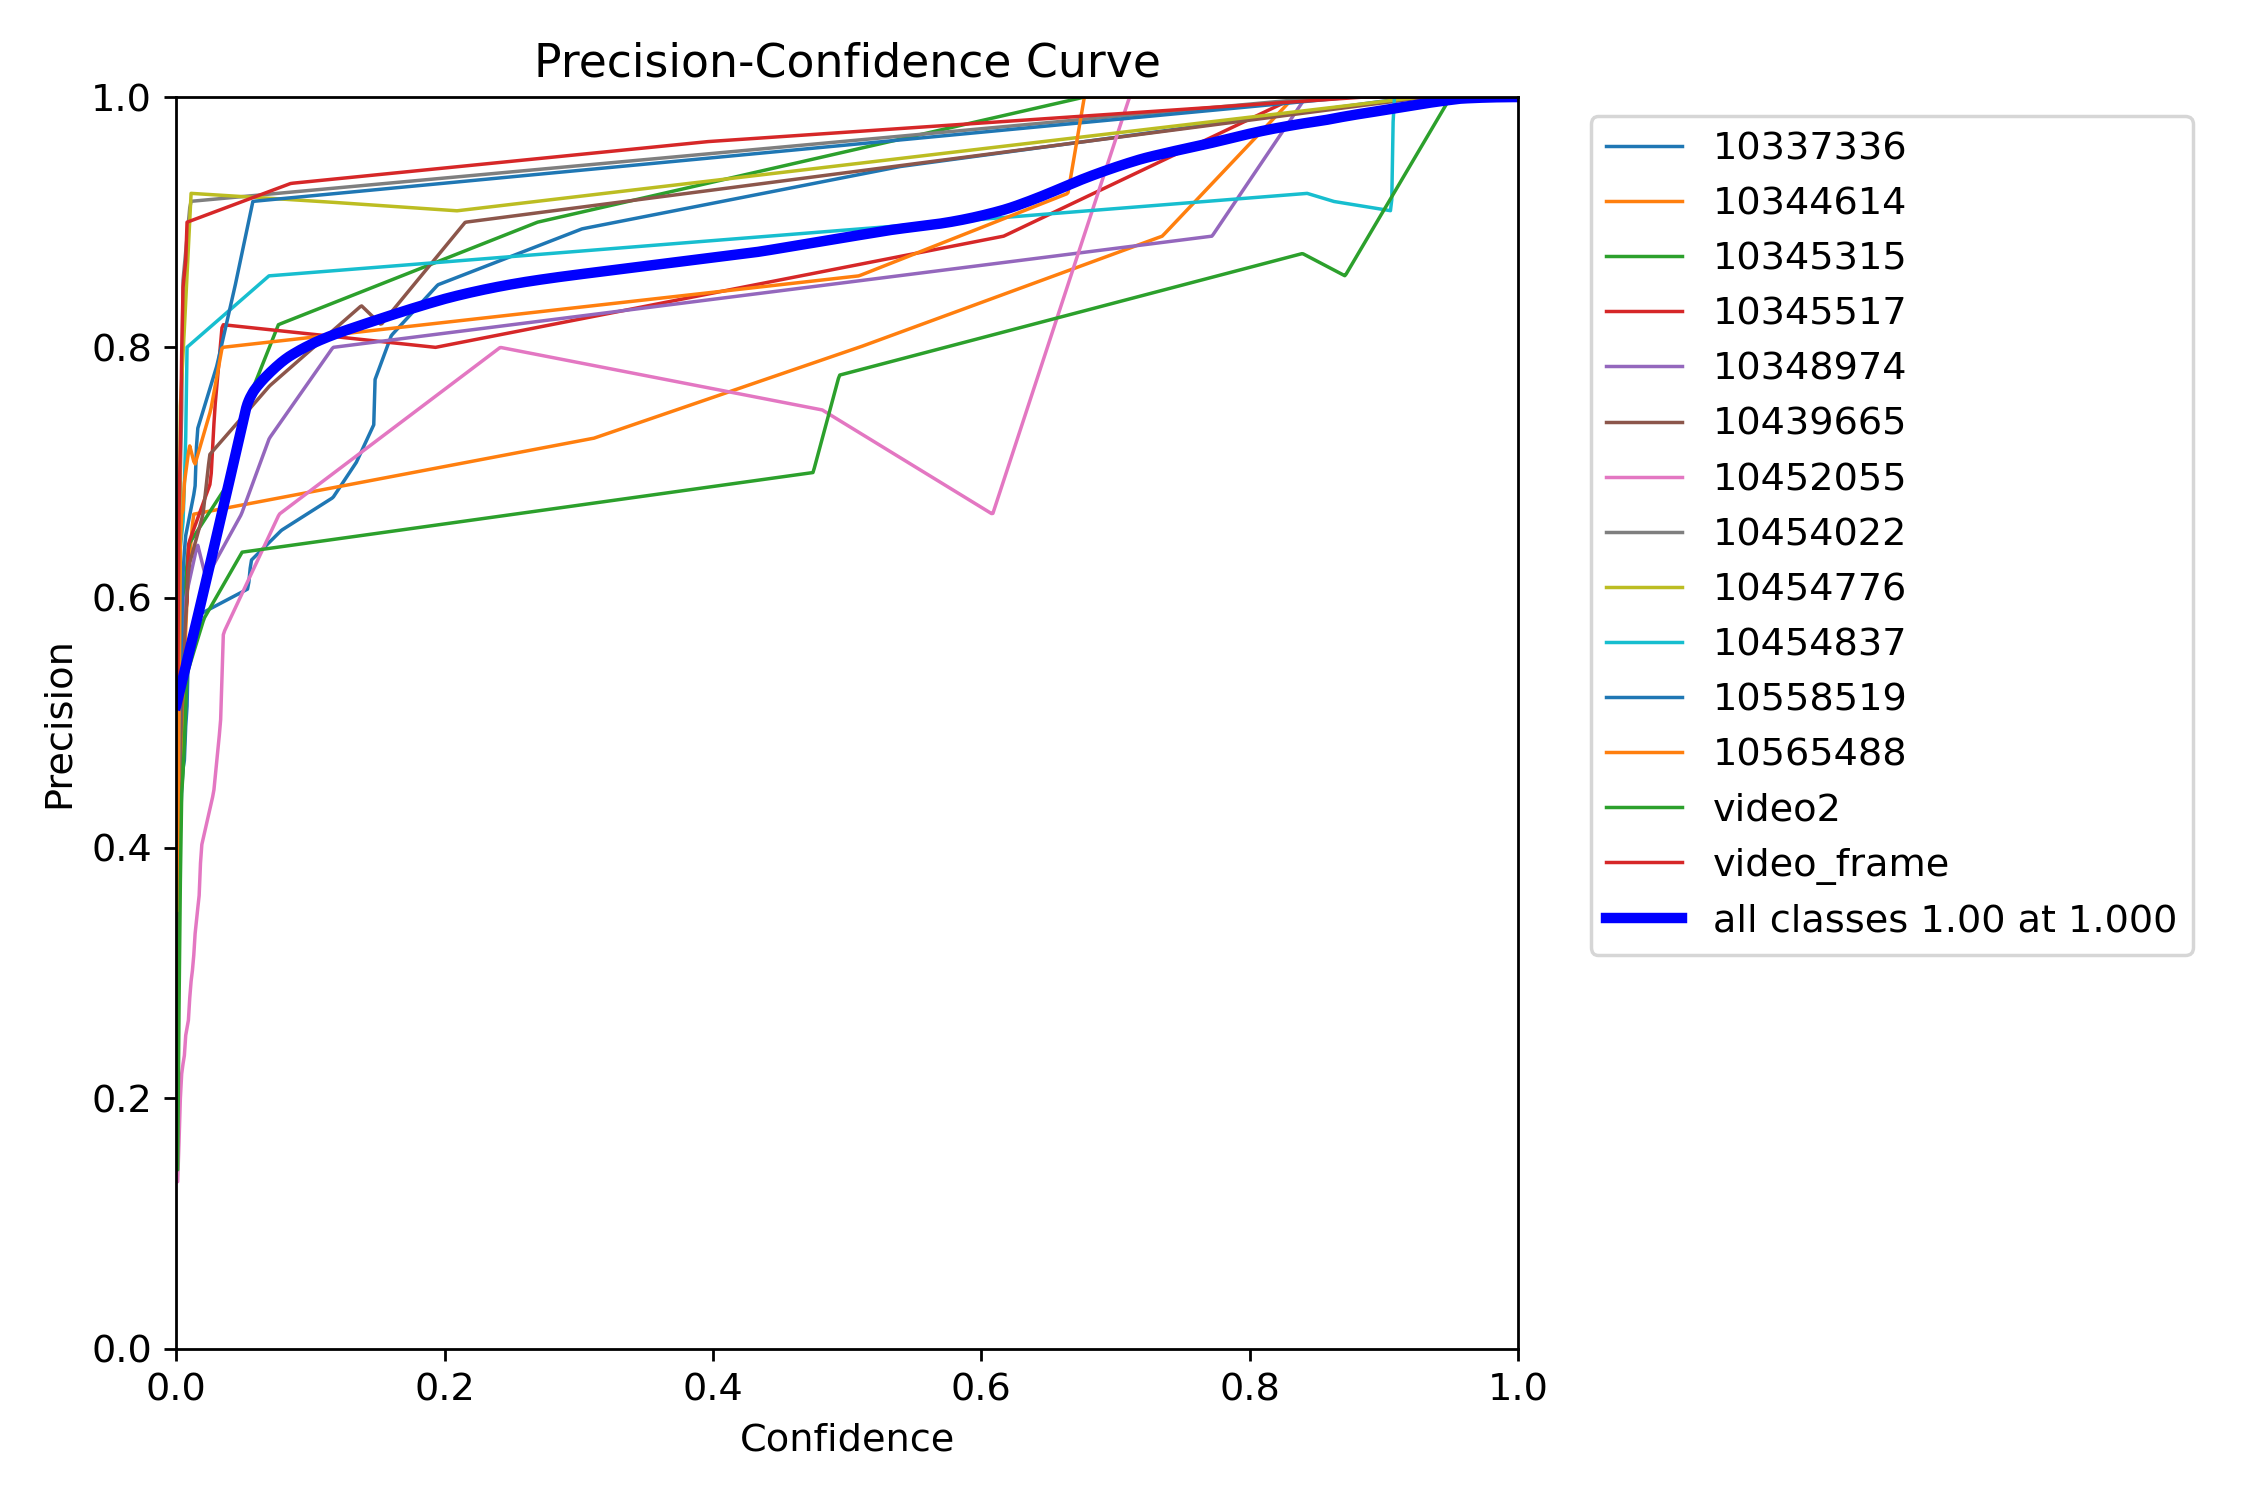 Precision-Confidence Curve
1.0
0.8
0.6
0.4
0.2
0.0
Precision
0.0 0.2 0.4 0.6 0.8 1.0
Confidence
10337336
10344614
10345315
10345517
10348974
10439665
10452055
10454022
10454776
10454837
10558519
10565488
video2
video_frame
all classes 1.00 at 1.000